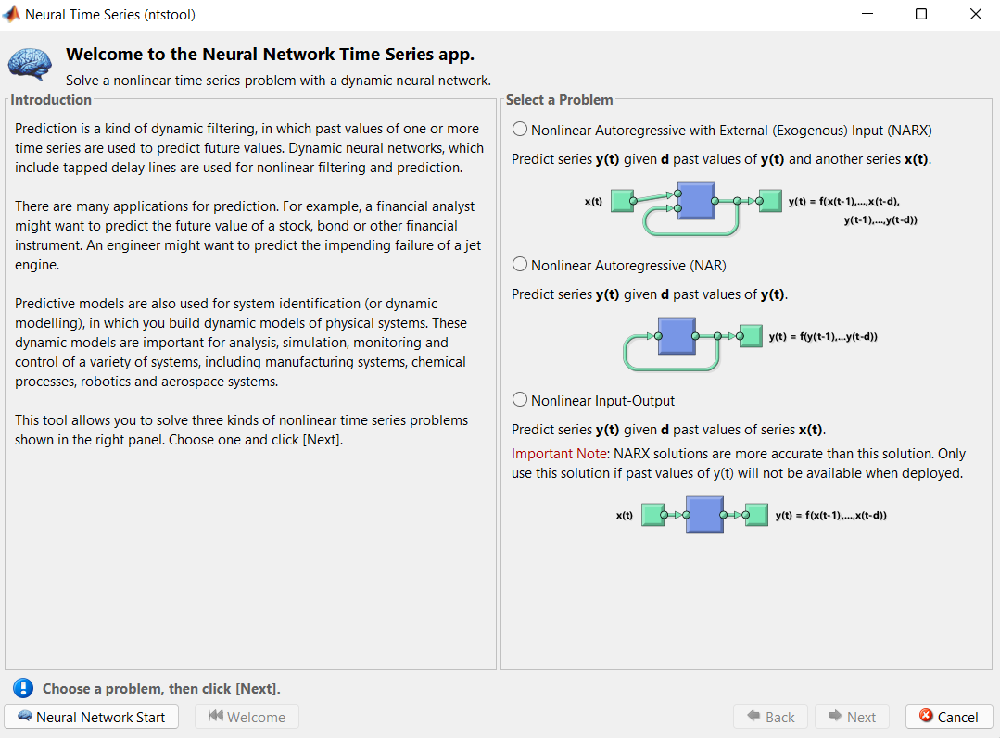 Neural Time Series (ntstool)
Welcome to the Neural Network Time Series app.
Solve a nonlinear time series problem with a dynamic neural network.
Introduction
Prediction is a kind of dynamic filtering, in which past values of one or more
time series are used to predict future values. Dynamic neural networks, which
include tapped delay lines are used for nonlinear filtering and prediction.
There are many applications for prediction. For example, a financial analyst
might want to predict the future value of a stock, bond or other financial
instrument. An engineer might want to predict the impending failure of a jet
engine.
Predictive models are also used for system identification (or dynamic
modelling), in which you build dynamic models of physical systems. These
dynamic models are important for analysis, simulation, monitoring and
control of a variety of systems, including manufacturing systems, chemical
processes, robotics and aerospace systems.
This tool allows you to solve three kinds of nonlinear time series problems
shown in the right panel. Choose one and click [Next].
Select a Problem
Nonlinear Autoregressive with External (Exogenous) Input (NARX)
Predict series y(t) given d past values of y(t) and another series x(t).
x(t) y(t) = f(x(t-1),...,x(t-d),
y(t-1),...,y(t-d))
Nonlinear Autoregressive (NAR)
Predict series y(t) given d past values of y(t).
y(t) = f(y(t-1),...y(t-d))
Nonlinear Input-Output
Predict series y(t) given d past values of series x(t).
Important Note: NARX solutions are more accurate than this solution. Only
use this solution if past values of y(t) will not be available when deployed.
x(t) y(t) = f(x(t-1),...,x(t-d))
Choose a problem, then click [Next].
Neural Network Start Welcome Back Next Cancel